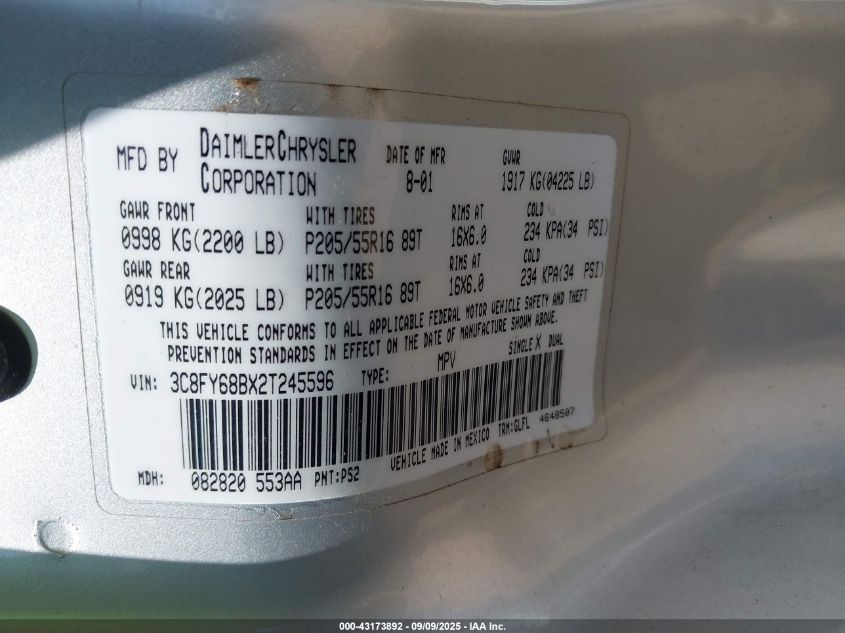 MFD BY DAIMLERCHRYSLER CORPORATION
DATE OF MFR 8-01
GVWR 1917 KG(04225 LB)
GAWR FRONT WITH TIRES RIMS AT COLD
0998 KG(2200 LB) P205/55R16 89T 16X6.0 234 KPA(34 PSI)
GAWR REAR WITH TIRES RIMS AT COLD
0919 KG(2025 LB) P205/55R16 89T 16X6.0 234 KPA(34 PSI)
THIS VEHICLE CONFORMS TO ALL APPLICABLE FEDERAL MOTOR VEHICLE SAFETY AND THEFT
PREVENTION STANDARDS IN EFFECT ON THE DATE OF MANUFACTURE SHOWN ABOVE.
VIN: 3C8FY68BX2T245596 TYPE: MPV SINGLE X DUAL
4648507
VEHICLE MADE IN MEXICO TRM:GLFL
MDH: 082820 553AA PNT:PS2
000-43173892 - 09/09/2025 - IAA Inc.